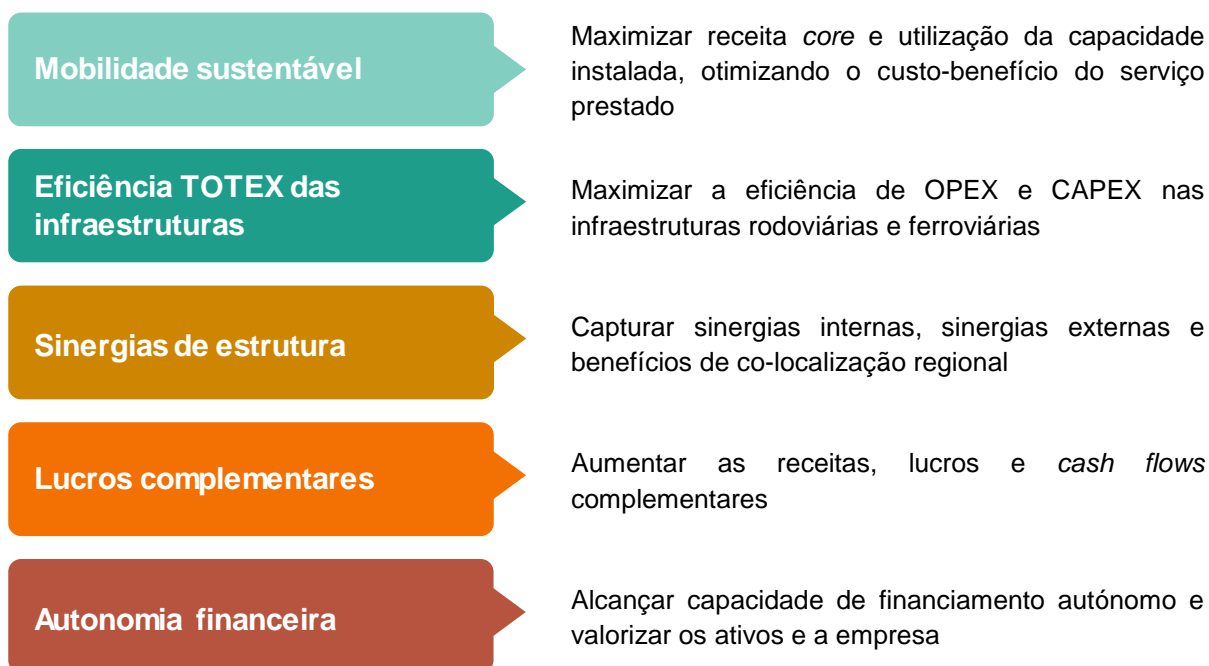 Mobilidade sustentável
Maximizar receita core e utilização da capacidade
instalada, otimizando o custo-benefício do serviço
prestado
Eficiência TOTEX das
infraestruturas
Maximizar a eficiência de OPEX e CAPEX nas
infraestruturas rodoviárias e ferroviárias
Sinergias de estrutura
Capturar sinergias internas, sinergias externas e
benefícios de co-localização regional
Lucros complementares
Aumentar as receitas, lucros e cash flows
complementares
Autonomia financeira
Alcançar capacidade de financiamento autónomo e
valorizar os ativos e a empresa